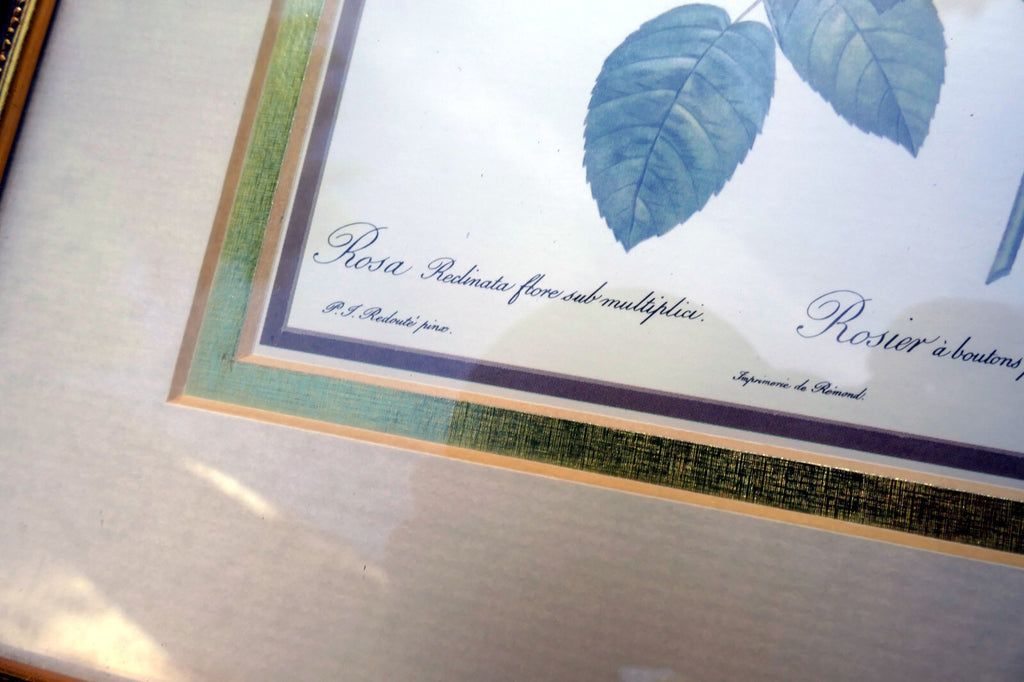 Rosa Reclinata flore sub multiplici.
P. J. Redouté pinx.
Rosier à boutons
Imprimerie de Rémond.